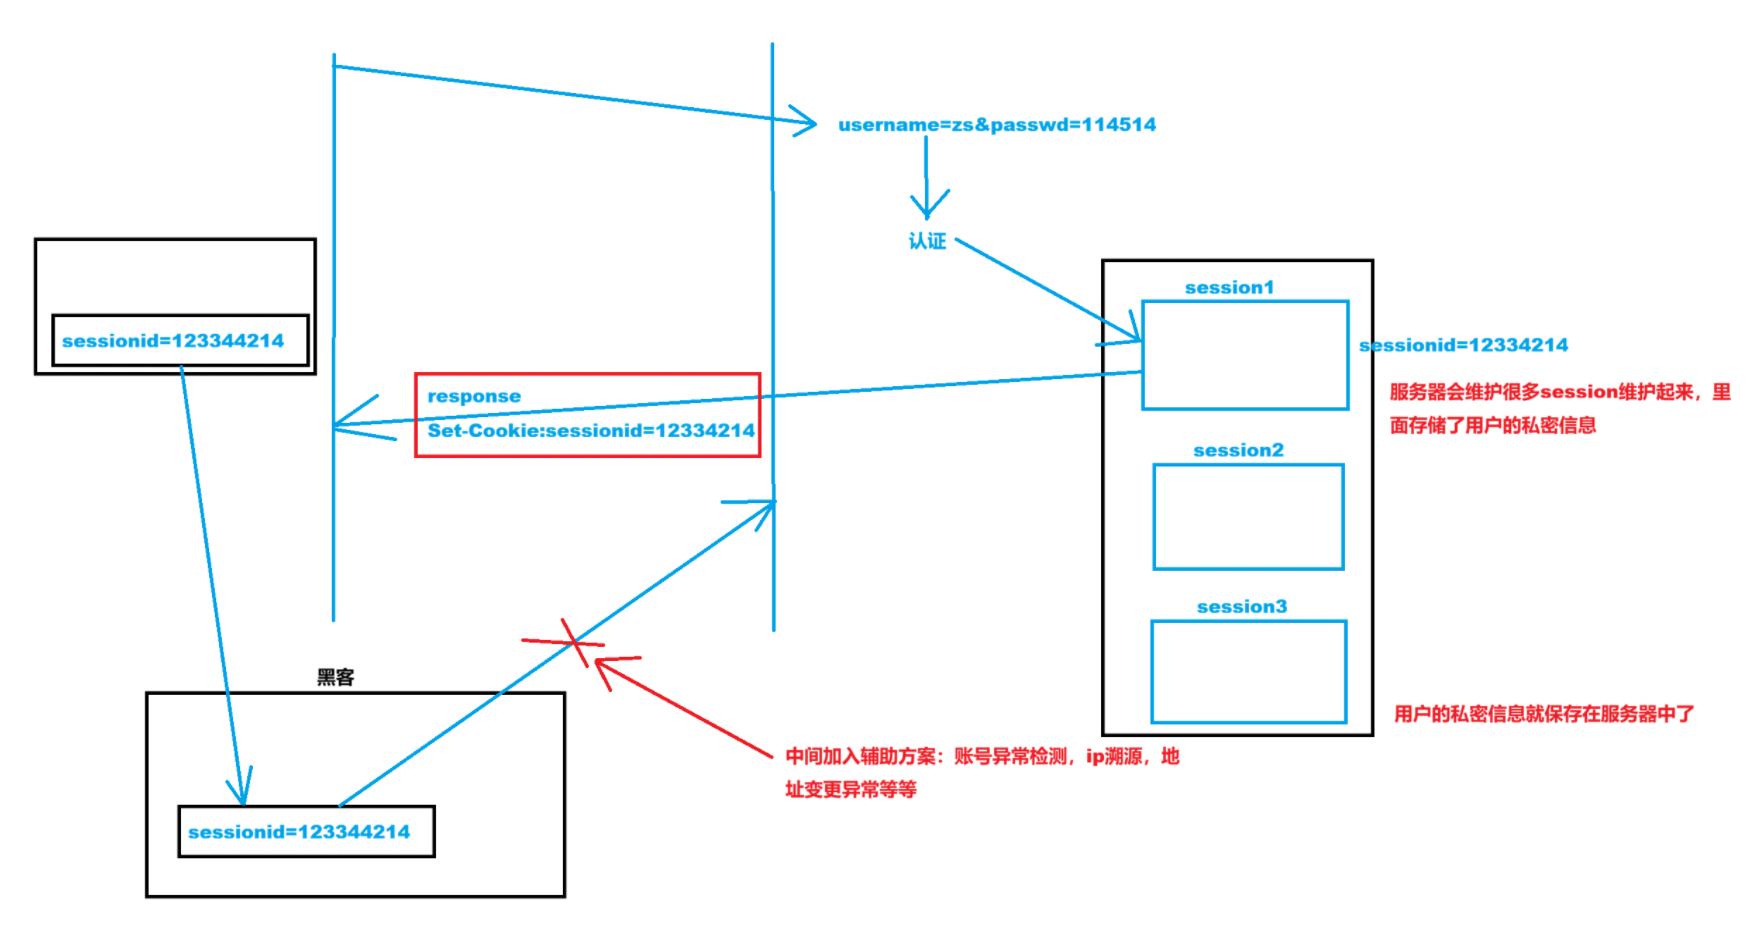 username=zs&passwd=114514
认证
session1
sessionid=123344214
sessionid=12334214
response
Set-Cookie:sessionid=12334214
服务器会维护很多session维护起来，里
面存储了用户的私密信息
session2
session3
黑客
用户的私密信息就保存在服务器中了
中间加入辅助方案：账号异常检测，ip溯源，地
址变更异常等等
sessionid=123344214